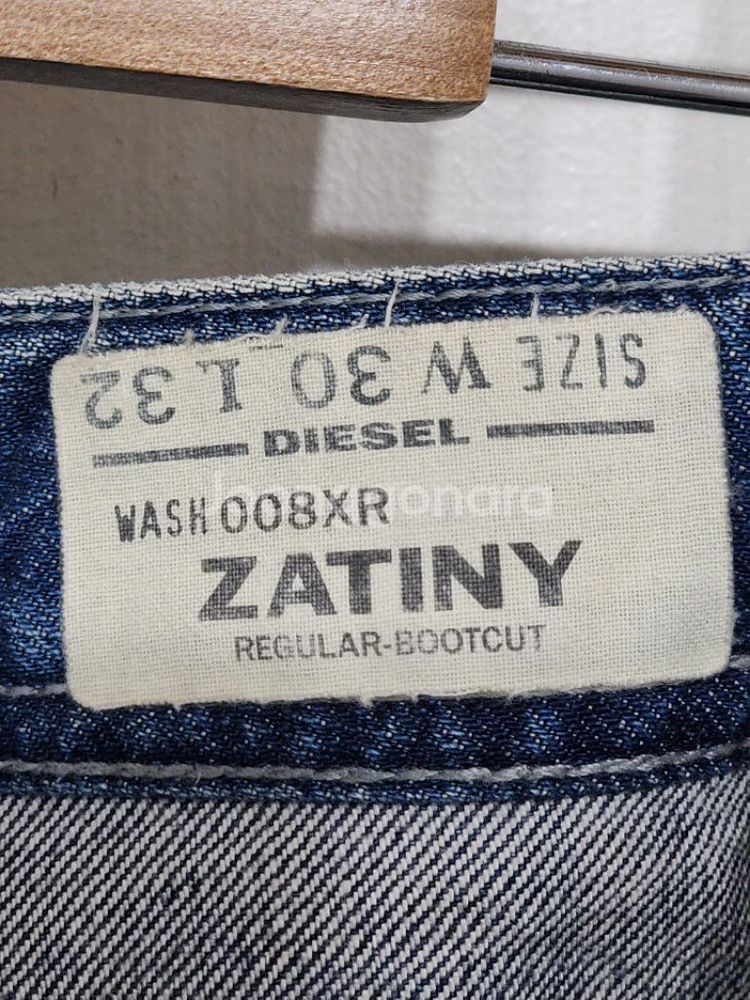 SIZE W 30 L 32
DIESEL
WASH 008XR
ZATINY
REGULAR-BOOTCUT